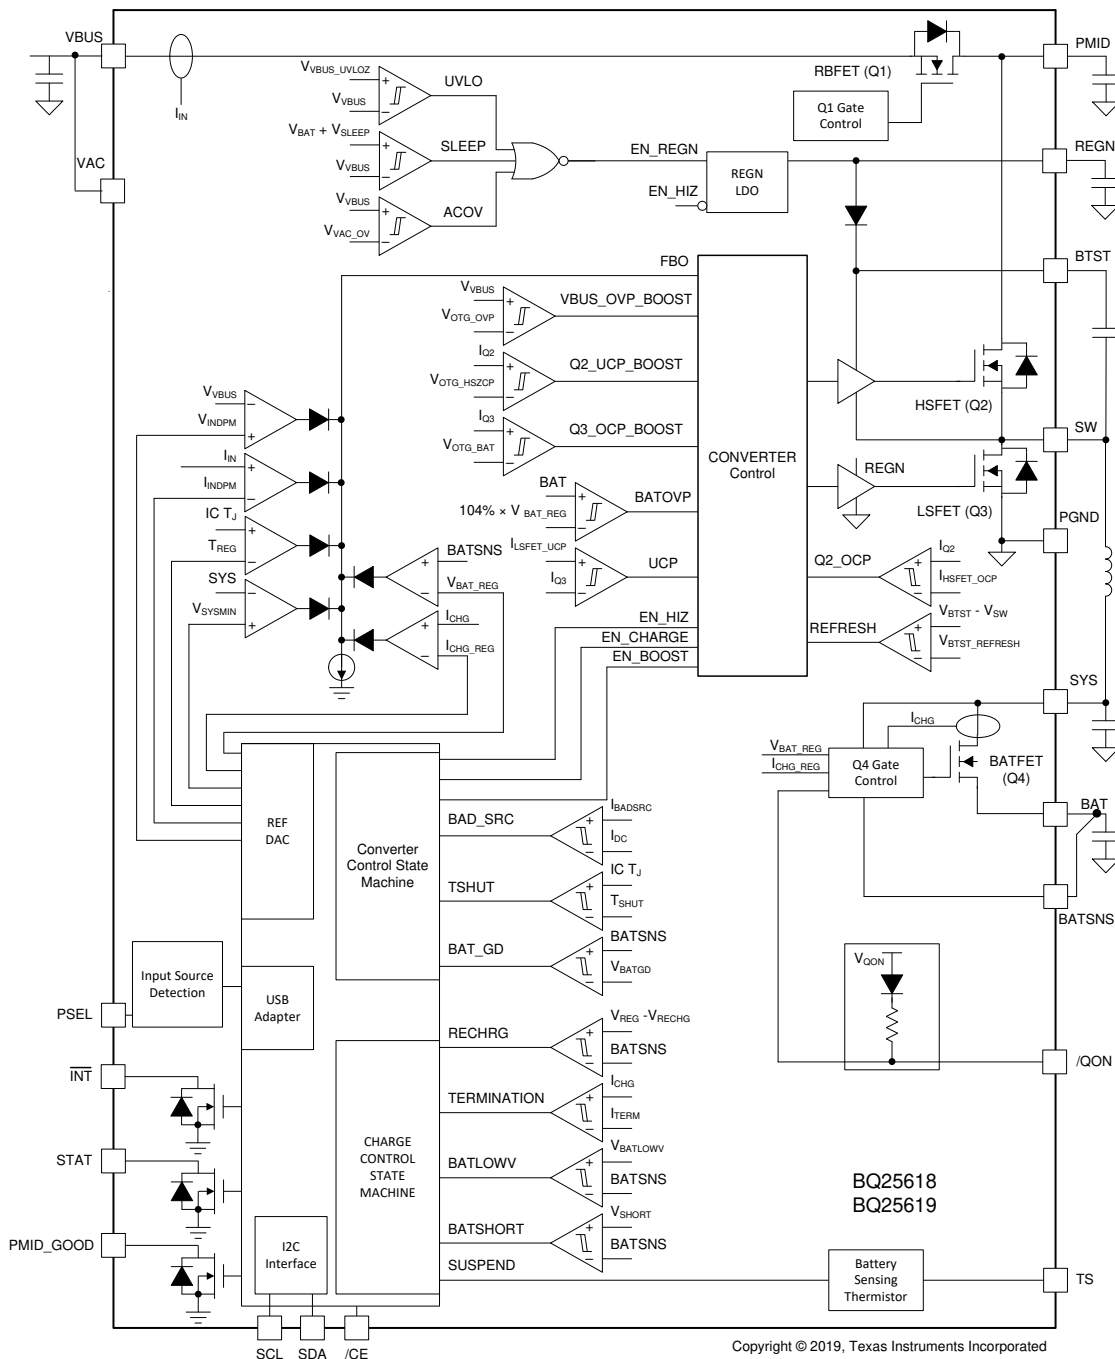 VBUS
PMID
RBFET (Q1)
Q1 Gate
Control
IIN
VVBUS_UVLOZ
VVBUS
UVLO
VBAT + VSLEEP
VVBUS
SLEEP
VVBUS
VVAC_OV
ACOV
VAC
EN_REGN
EN_HIZ
REGN
LDO
REGN
BTST
FBO
VVBUS
VOTG_OVP
VBUS_OVP_BOOST
IQ2
VOTG_HSZCP
Q2_UCP_BOOST
IQ3
VOTG_BAT
Q3_OCP_BOOST
CONVERTER
Control
HSFET (Q2)
SW
REGN
LSFET (Q3)
PGND
VVBUS
VINDPM
IIN
IINDPM
IC TJ
TREG
SYS
VSYSMIN
BAT
104% × VBAT_REG
BATOVP
ILSFET_UCP
IQ3
UCP
BATSNS
VBAT_REG
ICHG
ICHG_REG
EN_HIZ
EN_CHARGE
EN_BOOST
Q2_OCP
IQ2
IHSFET_OCP
REFRESH
VBTST - VSW
VBTST_REFRESH
SYS
ICHG
VBAT_REG
ICHG_REG
Q4 Gate
Control
BATFET
(Q4)
BAT
BATSNS
REF
DAC
Converter
Control State
Machine
BAD_SRC
IBADSRC
IDC
TSHUT
IC TJ
TSHUT
BAT_GD
BATSNS
VBATGD
VQON
/QON
Input Source
Detection
PSEL
USB
Adapter
INT
STAT
PMID_GOOD
RECHRG
VREG -VRECHG
BATSNS
TERMINATION
ICHG
ITERM
CHARGE
CONTROL
STATE
MACHINE
BATLOWV
VBATLOWV
BATSNS
BATSHORT
VSHORT
BATSNS
SUSPEND
I2C
Interface
BQ25618
BQ25619
Battery
Sensing
Thermistor
TS
SCL
SDA
/CE
Copyright © 2019, Texas Instruments Incorporated